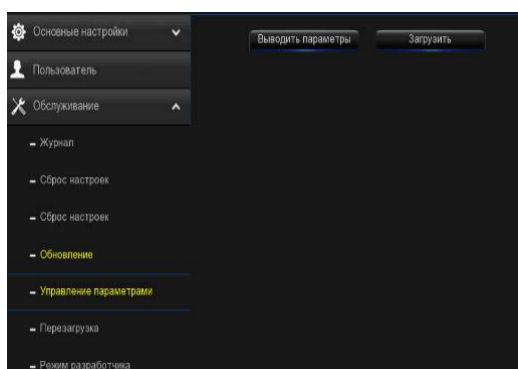 Основные настройки
Пользователь
Обслуживание
Журнал
Сброс настроек
Сброс настроек
Обновление
Управление параметрами
Перезагрузка
Режим разработчика
Выводить параметры
Загрузить